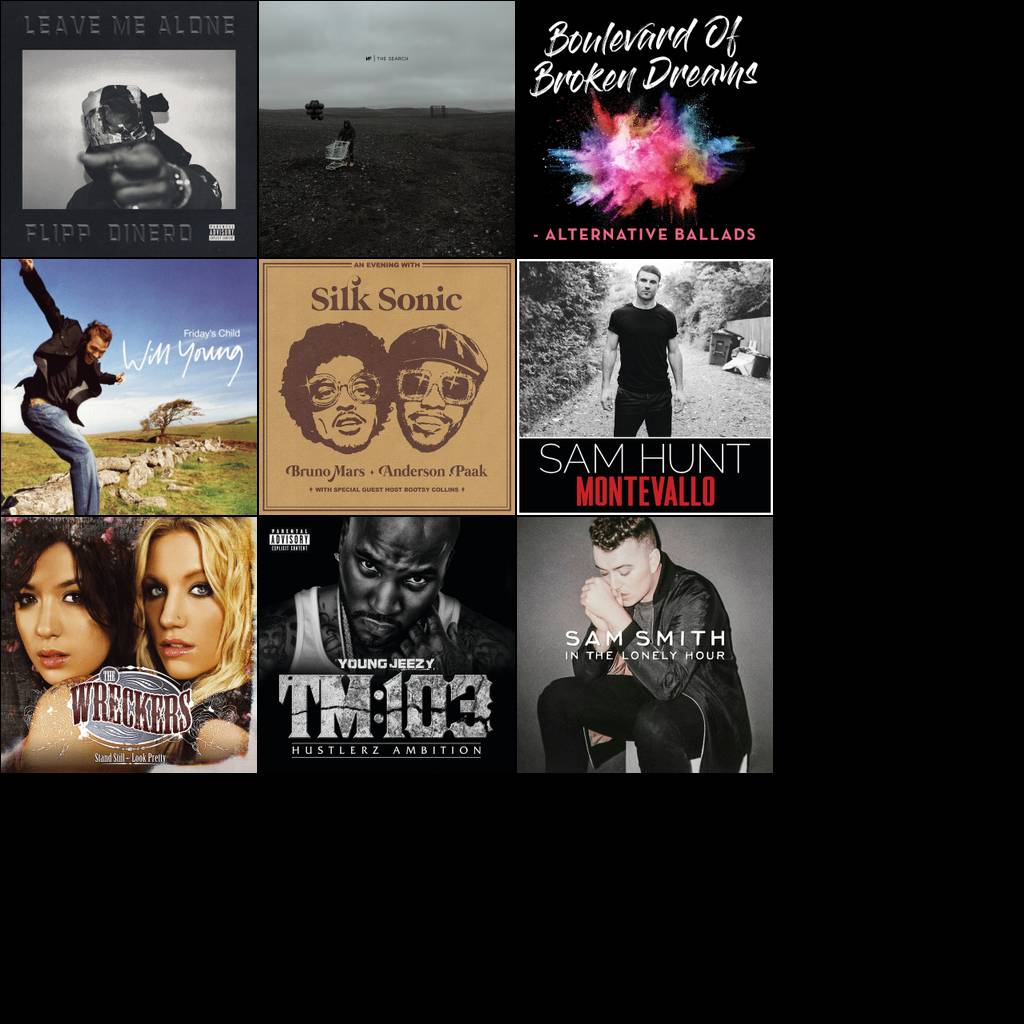 LEAVE ME ALONE
FLIPP DINERO
PARENTAL
ADVISORY
EXPLICIT CONTENT
NF | THE SEARCH
Boulevard Of
Broken Dreams
- ALTERNATIVE BALLADS
Friday's Child
Will Young
AN EVENING WITH
Silk Sonic
Bruno Mars + Anderson .Paak
WITH SPECIAL GUEST HOST BOOTSY COLLINS
SAM HUNT
MONTEVALLO
THE
WRECKERS
Stand Still - Look Pretty
PARENTAL
ADVISORY
EXPLICIT CONTENT
YOUNG JEEZY
TM:103
HUSTLERZ AMBITION
SAM SMITH
IN THE LONELY HOUR